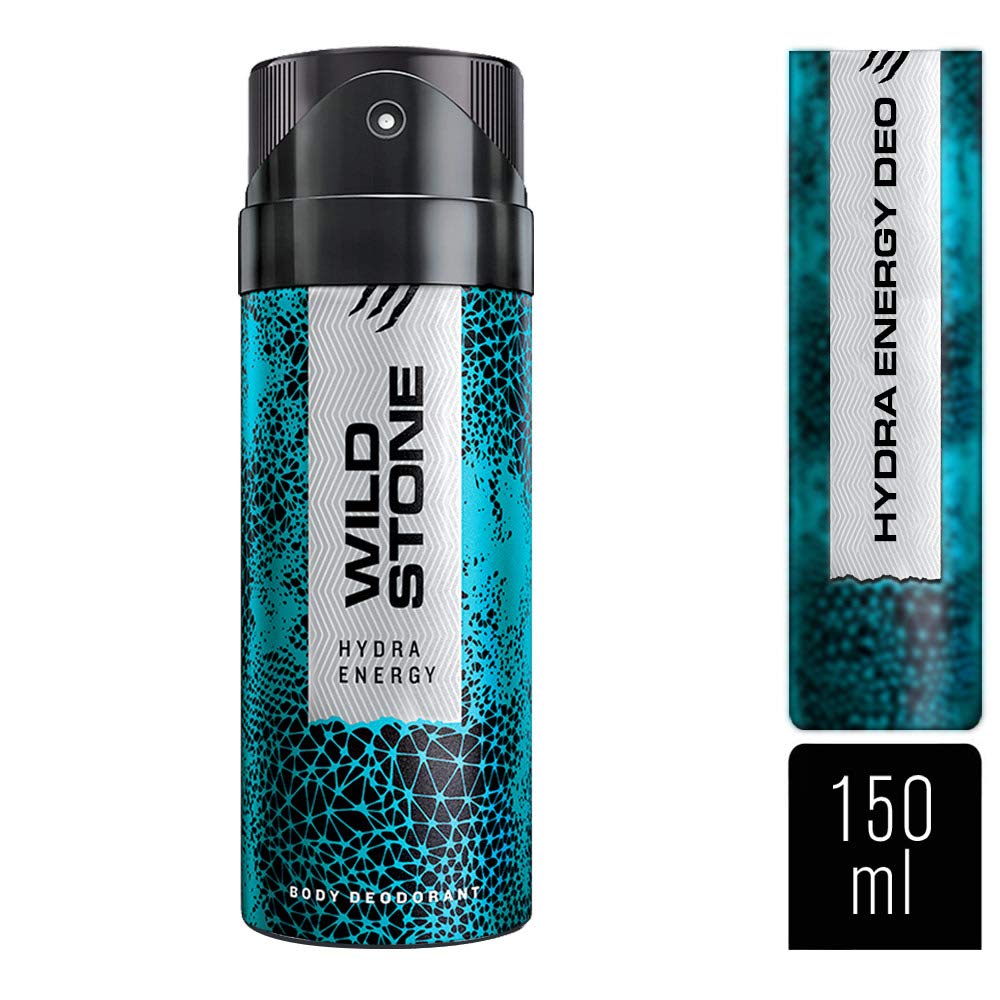 WILD
STONE
HYDRA
ENERGY
BODY DEODORANT
HYDRA ENERGY DEO
150
ml